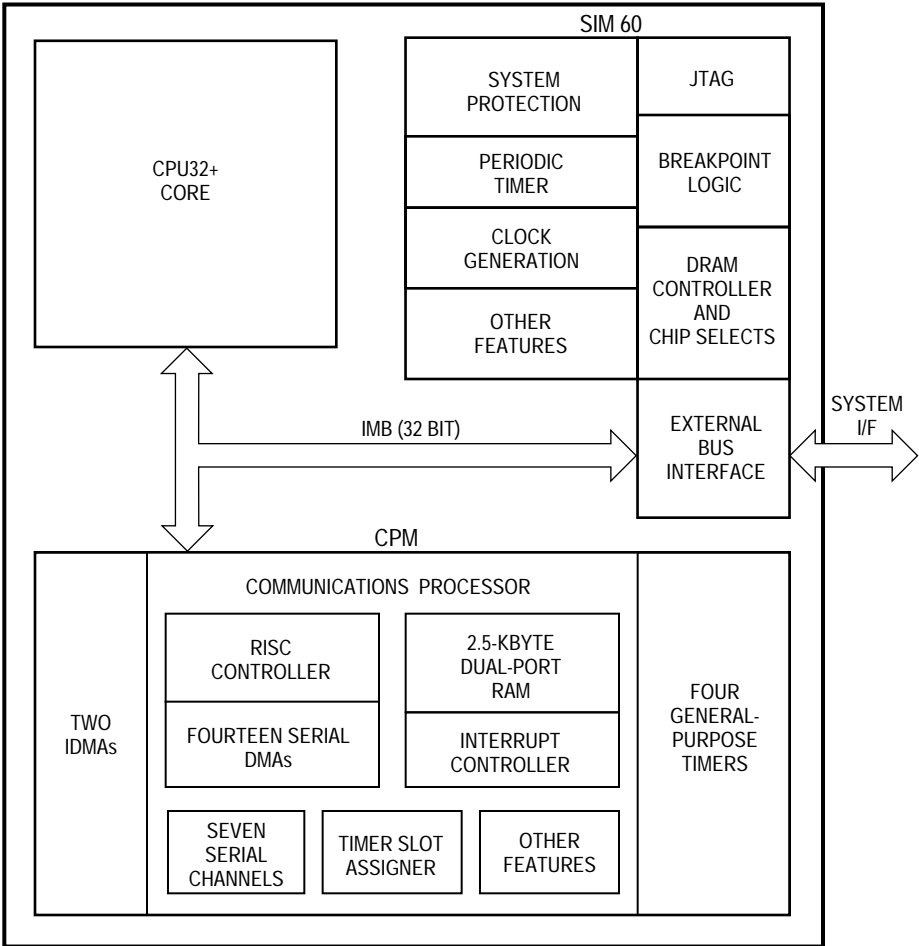 SIM 60
CPU32+
CORE
SYSTEM
PROTECTION
PERIODIC
TIMER
CLOCK
GENERATION
OTHER
FEATURES
JTAG
BREAKPOINT
LOGIC
DRAM
CONTROLLER
AND
CHIP SELECTS
EXTERNAL
BUS
INTERFACE
SYSTEM
I/F
IMB (32 BIT)
CPM
TWO
IDMAs
COMMUNICATIONS PROCESSOR
RISC
CONTROLLER
FOURTEEN SERIAL
DMAs
2.5-KBYTE
DUAL-PORT
RAM
INTERRUPT
CONTROLLER
SEVEN
SERIAL
CHANNELS
TIMER SLOT
ASSIGNER
OTHER
FEATURES
FOUR
GENERAL-
PURPOSE
TIMERS